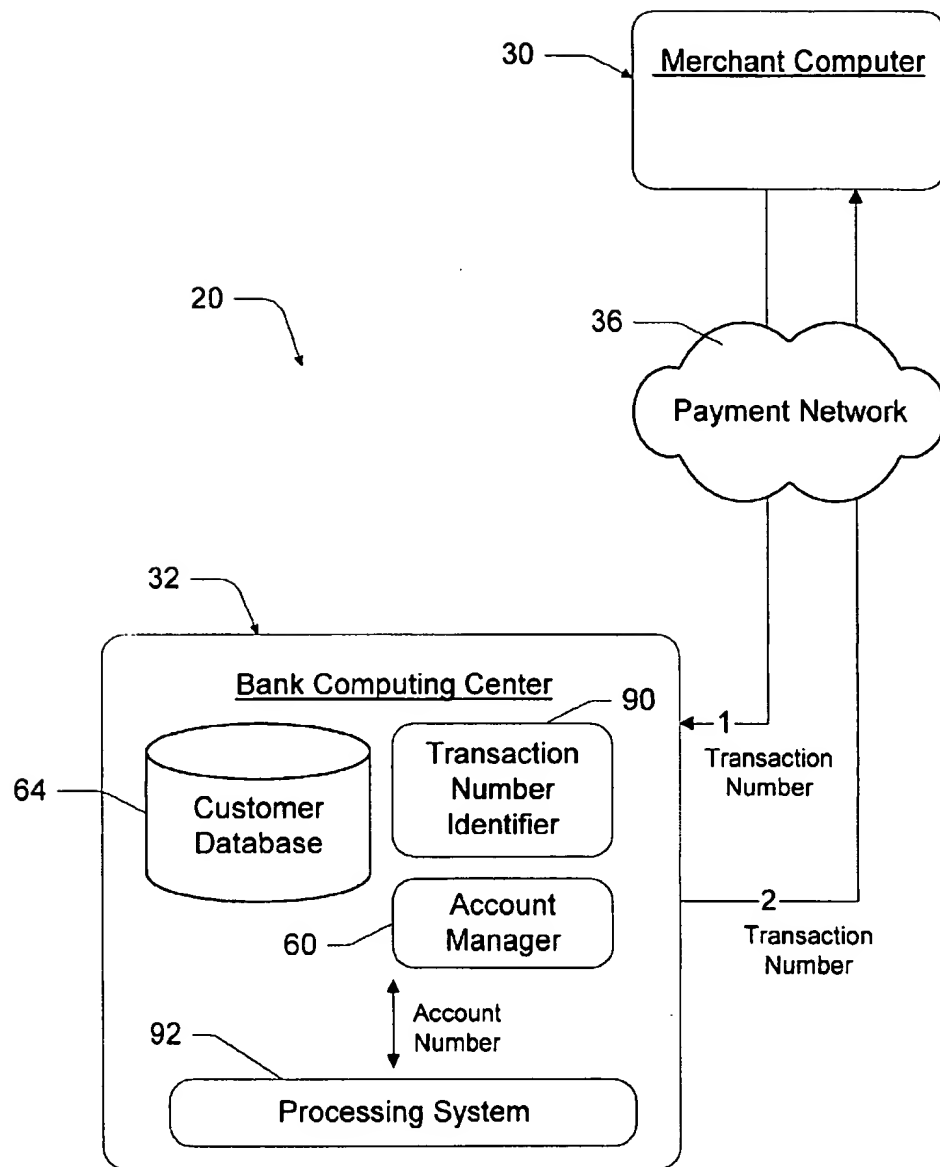 30
Merchant Computer
20
36
Payment Network
32
Bank Computing Center
90
1
Transaction
Number
64
Customer
Database
Transaction
Number
Identifier
2
Transaction
Number
60
Account
Manager
Account
Number
92
Processing System